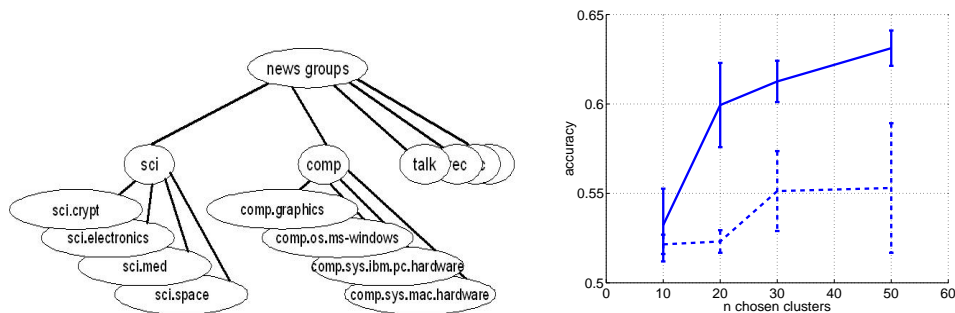 news groups
sci
comp
talk
rec
c
sci.crypt
sci.electronics
sci.med
sci.space
comp.graphics
comp.os.ms-windows
comp.sys.ibm.pc.hardware
comp.sys.mac.hardware
0.65
0.6
0.55
0.5
accuracy
0
10
20
30
40
50
60
n chosen clusters